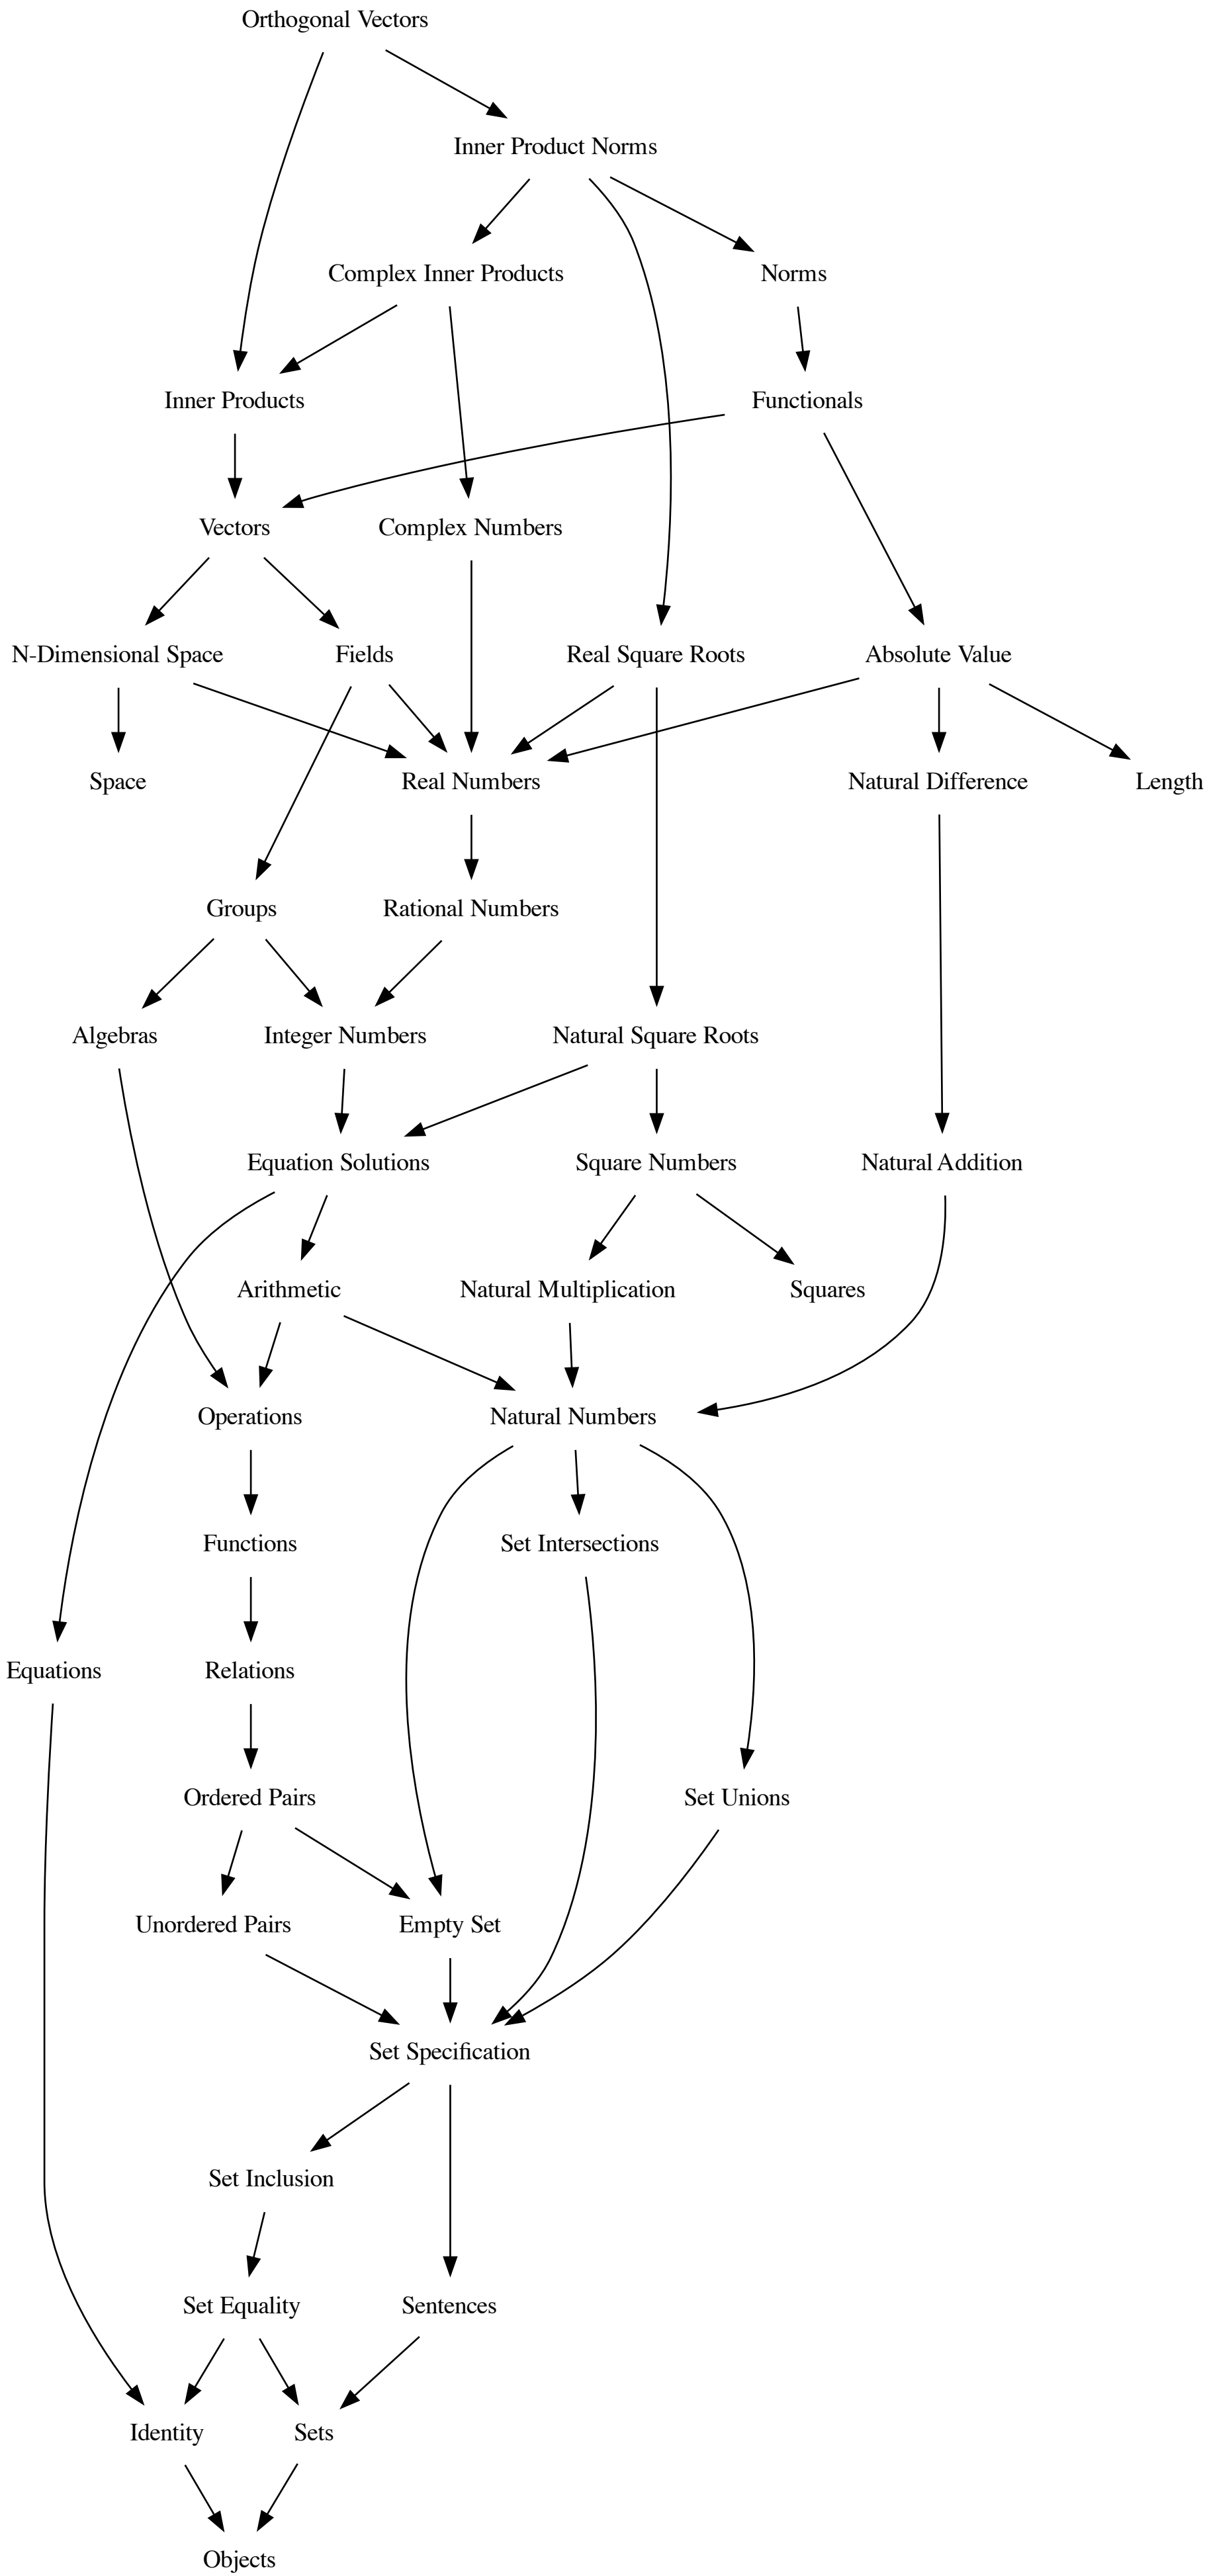 Orthogonal Vectors
Inner Product Norms
Complex Inner Products
Norms
Inner Products
Functionals
Vectors
Complex Numbers
N-Dimensional Space
Fields
Real Square Roots
Absolute Value
Space
Real Numbers
Natural Difference
Length
Groups
Rational Numbers
Algebras
Integer Numbers
Natural Square Roots
Equation Solutions
Square Numbers
Natural Addition
Arithmetic
Natural Multiplication
Squares
Operations
Natural Numbers
Functions
Set Intersections
Equations
Relations
Ordered Pairs
Set Unions
Unordered Pairs
Empty Set
Set Specification
Set Inclusion
Set Equality
Sentences
Identity
Sets
Objects